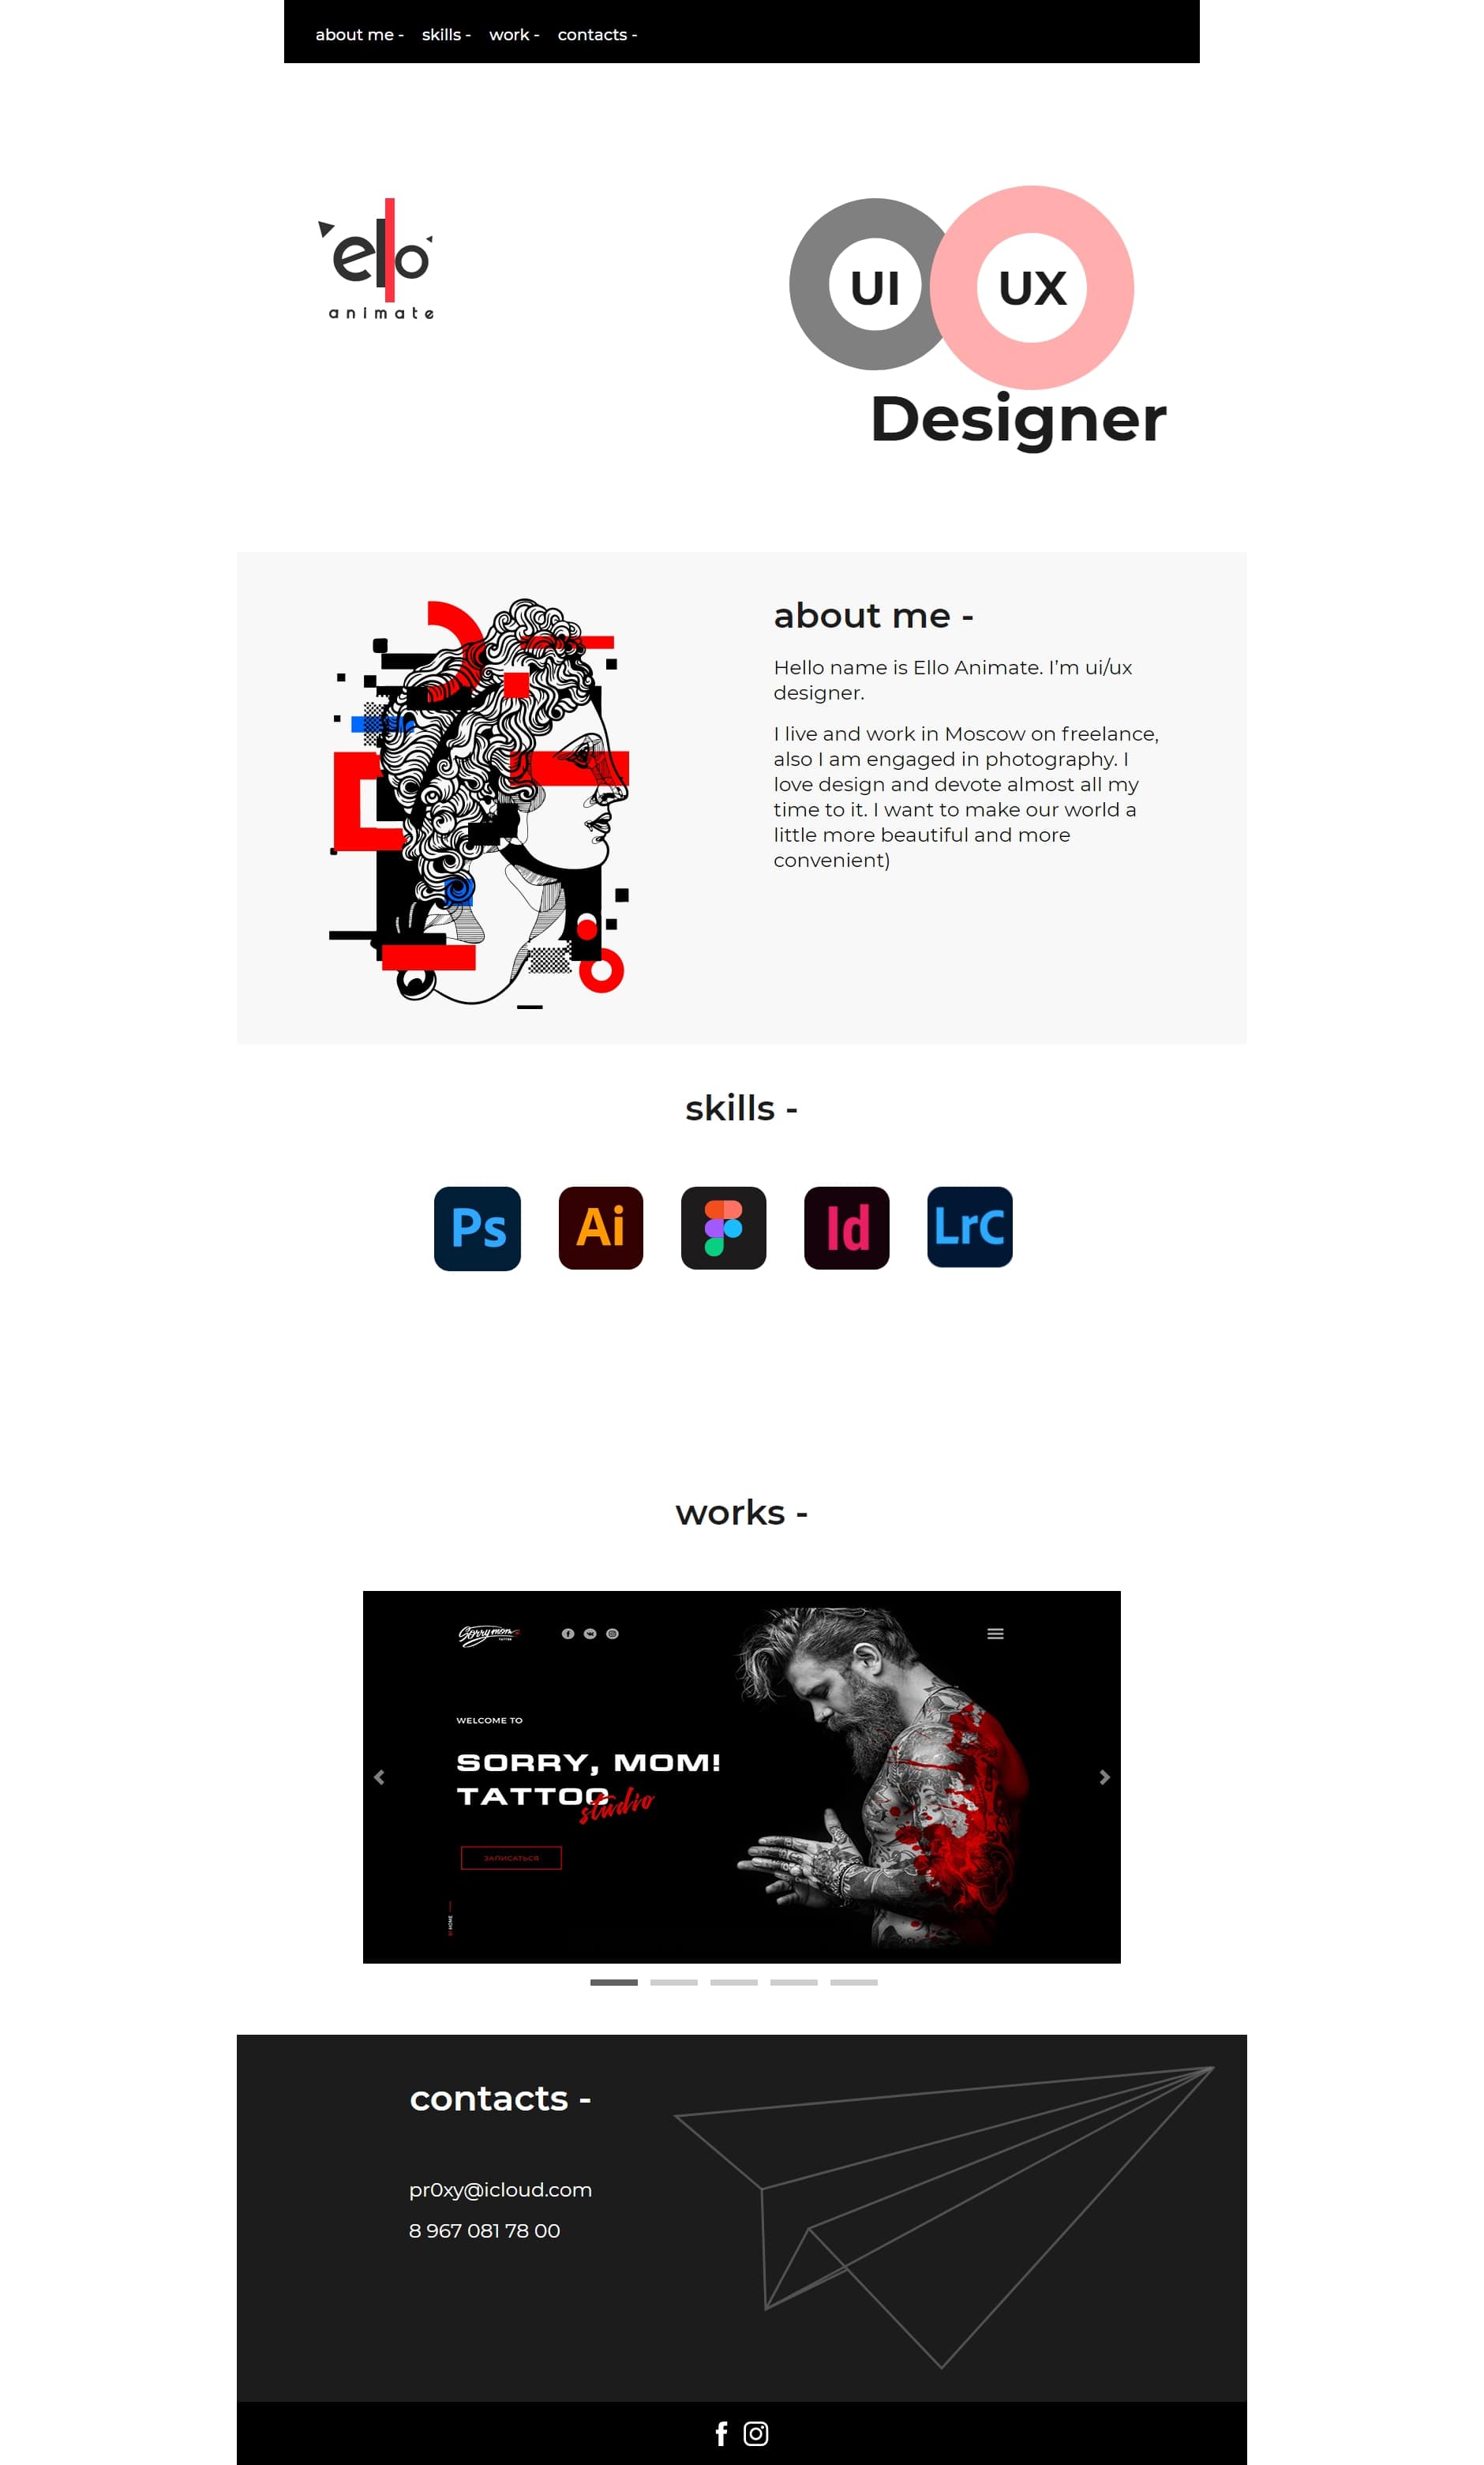 about me - skills - work - contacts -
ello
animate
UI UX
Designer
about me -
Hello name is Ello Animate. I’m ui/ux
designer.
I live and work in Moscow on freelance,
also I am engaged in photography. I
love design and devote almost all my
time to it. I want to make our world a
little more beautiful and more
convenient)
skills -
Ps Ai Id LrC
works -
Sorry mom
TATTOO
WELCOME TO
SORRY, MOM!
TATTOO
studio
ЗАПИСАТЬСЯ
HOME
contacts -
pr0xy@icloud.com
8 967 081 78 00